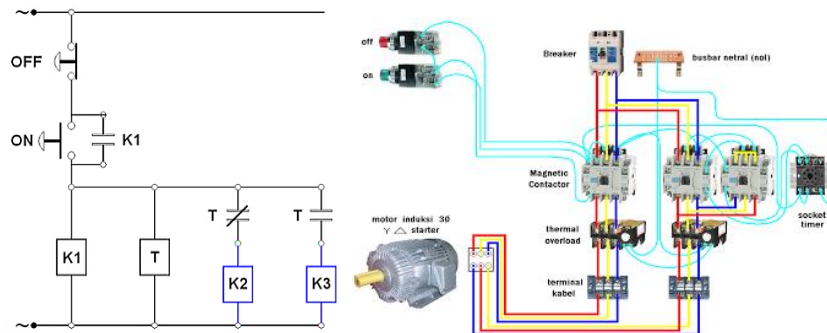 ~
OFF
ON
K1
T
T
K1
T
K2
K3
~
off
on
Breaker
busbar netral (nol)
Magnetic
Contactor
socket
timer
thermal
overload
motor induksi 3Ø
Y △ starter
terminal
kabel